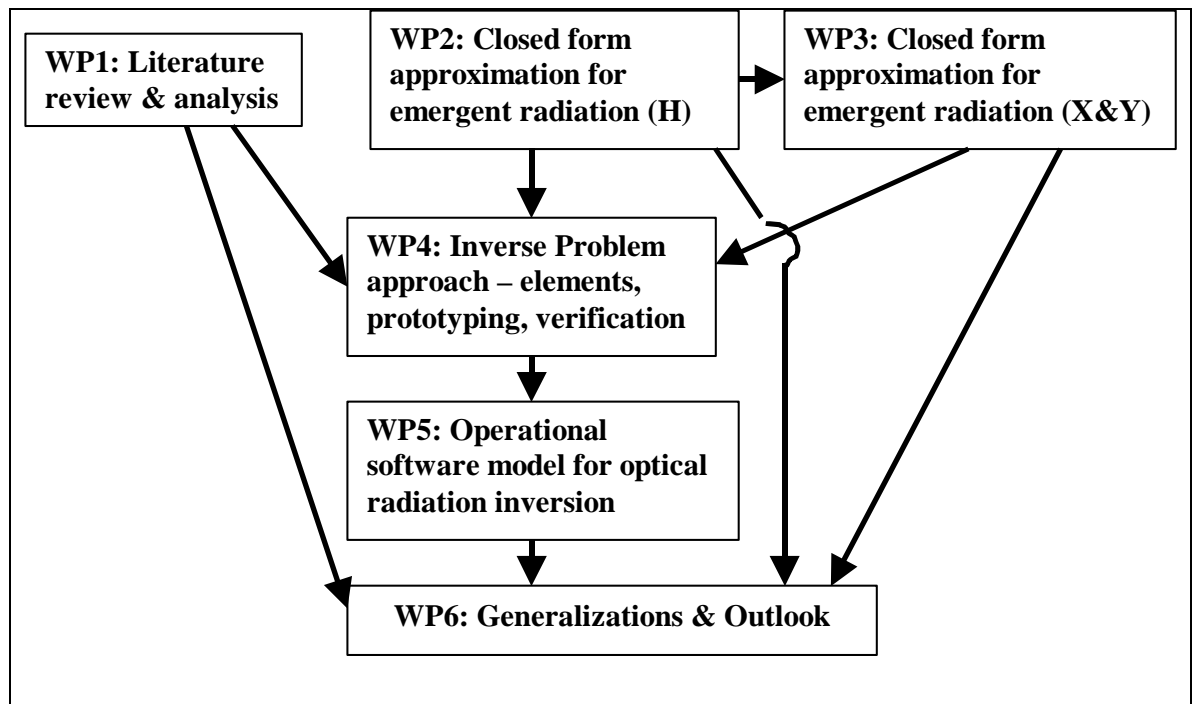 WP1: Literature
review & analysis
WP2: Closed form
approximation for
emergent radiation (H)
WP3: Closed form
approximation for
emergent radiation (X&Y)
WP4: Inverse Problem
approach – elements,
prototyping, verification
WP5: Operational
software model for optical
radiation inversion
WP6: Generalizations & Outlook